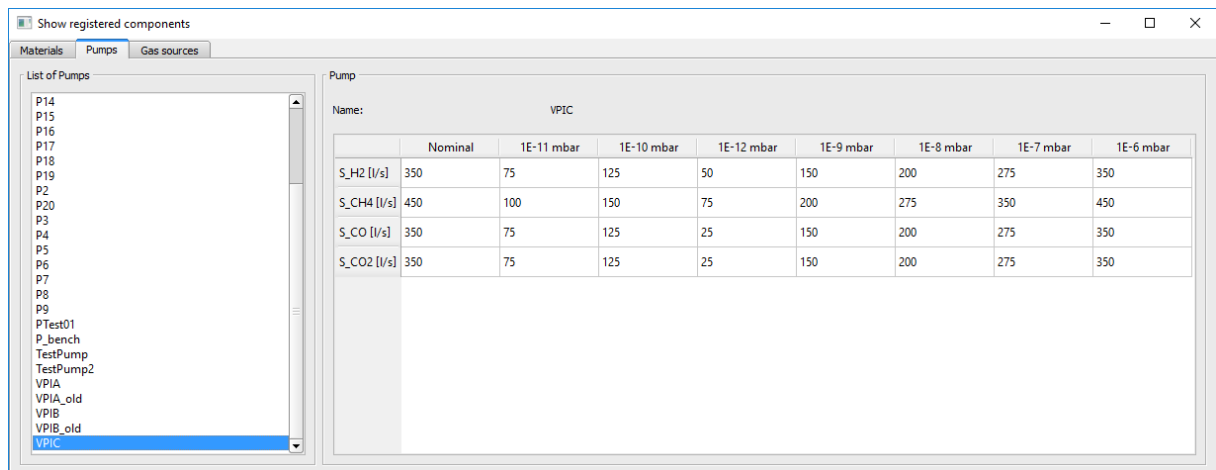 Show registered components
Materials Pumps Gas sources
List of Pumps
P14
P15
P16
P17
P18
P19
P2
P20
P3
P4
P5
P6
P7
P8
P9
PTest01
P_bench
TestPump
TestPump2
VPIA
VPIA_old
VPIB
VPIB_old
VPIC
Pump
Name: VPIC
Nominal 1E-11 mbar 1E-10 mbar 1E-12 mbar 1E-9 mbar 1E-8 mbar 1E-7 mbar 1E-6 mbar
S_H2 [l/s] 350 75 125 50 150 200 275 350
S_CH4 [l/s] 450 100 150 75 200 275 350 450
S_CO [l/s] 350 75 125 25 150 200 275 350
S_CO2 [l/s] 350 75 125 25 150 200 275 350